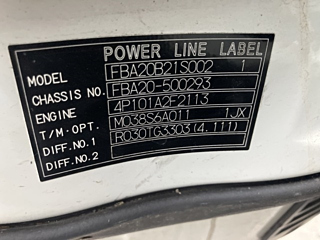 POWER LINE LABEL
MODEL FBA20B21S002 1
CHASSIS NO. FBA20-500293
ENGINE 4P101A2F2113
T/M·OPT. M038S6A011 1JX
DIFF. NO.1 R030TG3303(4.111)
DIFF. NO.2